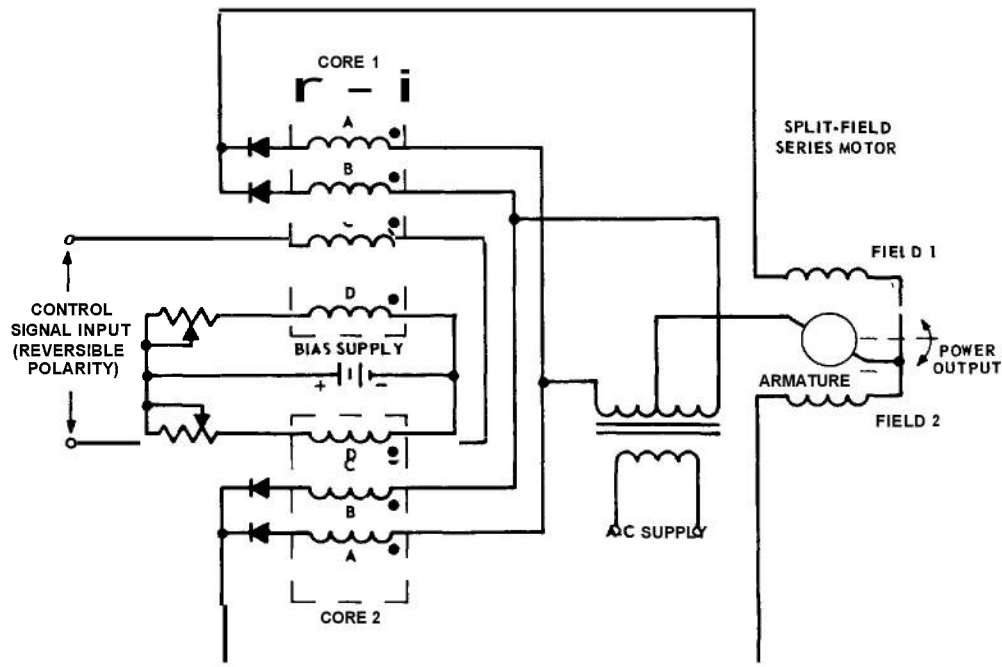 CORE 1
r – i
A
B
C
D
BIAS SUPPLY
+ –
CONTROL
SIGNAL INPUT
(REVERSIBLE
POLARITY)
SPLIT-FIELD
SERIES MOTOR
FIELD 1
POWER
OUTPUT
ARMATURE
FIELD 2
A-C SUPPLY
D
C
B
A
CORE 2